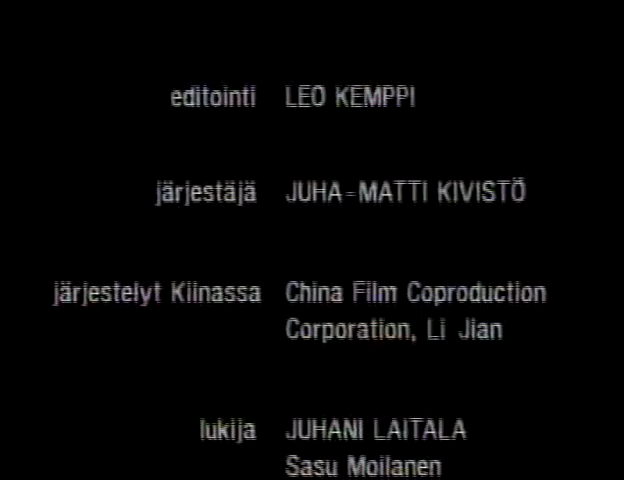 editointi LEO KEMPPI
järjestäjä JUHA-MATTI KIVISTÖ
järjestelyt Kiinassa China Film Coproduction
Corporation, Li Jian
lukija JUHANI LAITALA
Sasu Moilanen